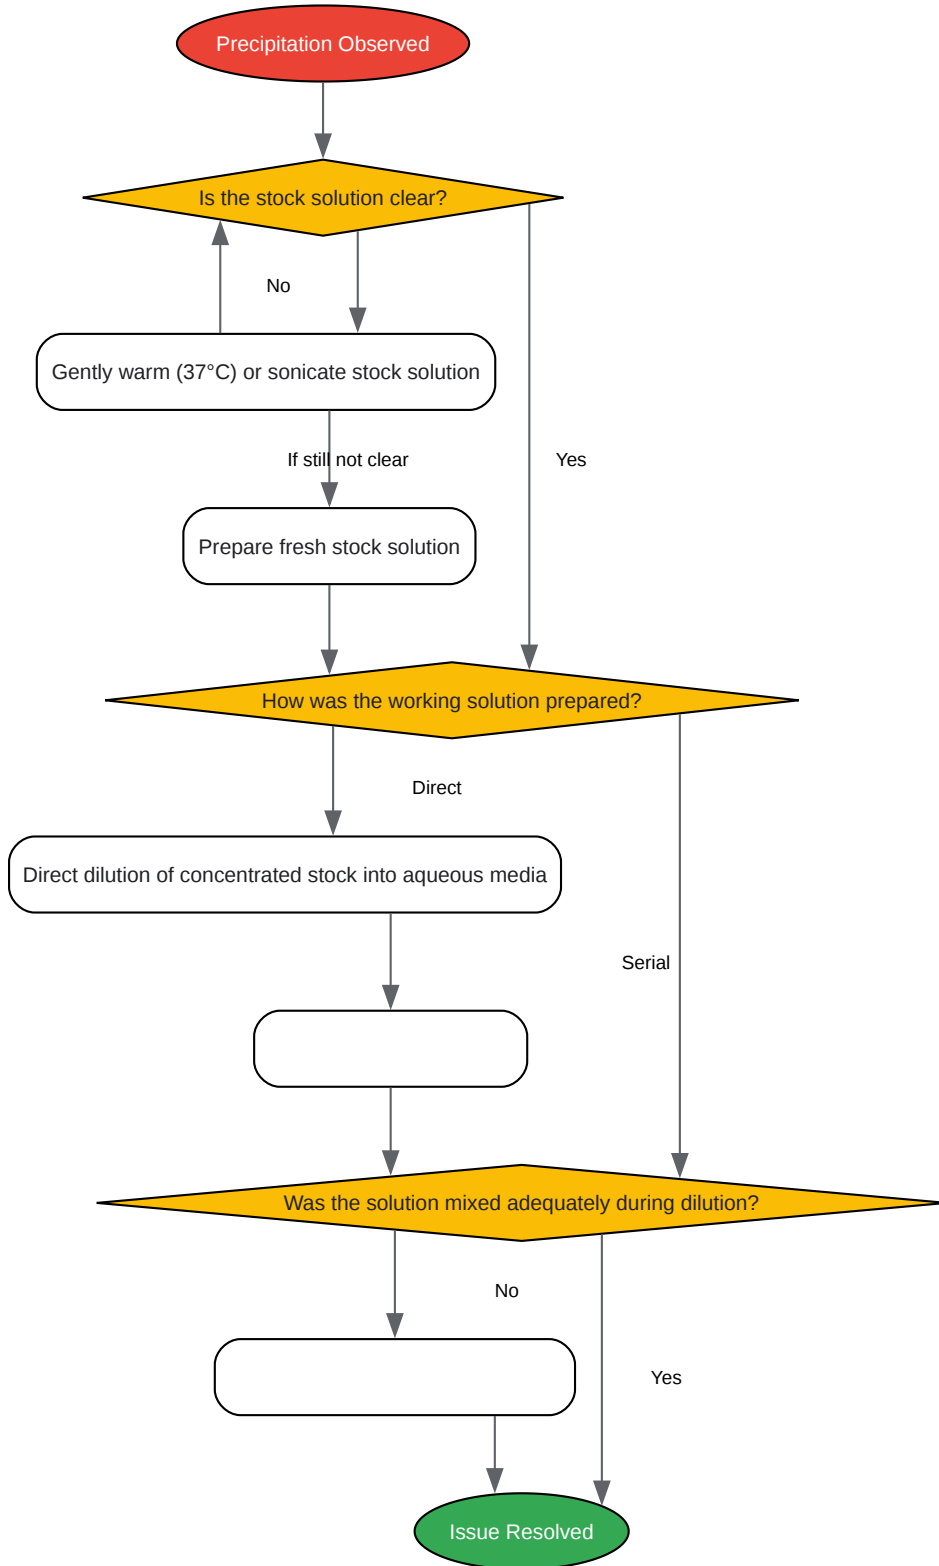 Precipitation Observed
Is the stock solution clear?
No
Gently warm (37°C) or sonicate stock solution
If still not clear
Yes
Prepare fresh stock solution
How was the working solution prepared?
Direct
Direct dilution of concentrated stock into aqueous media
Serial
Was the solution mixed adequately during dilution?
No
Yes
Issue Resolved